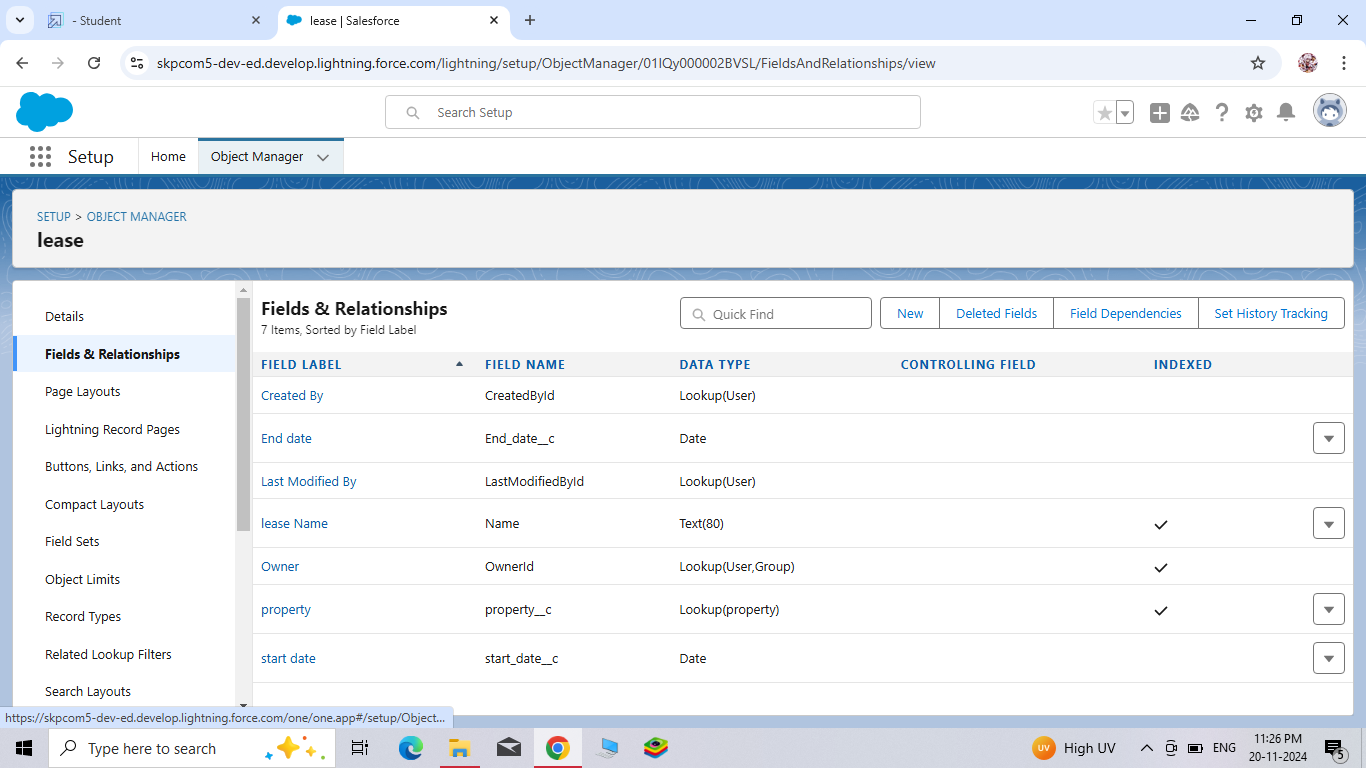 - Student
lease | Salesforce
skpcom5-dev-ed.develop.lightning.force.com/lightning/setup/ObjectManager/01IQy000002BVSL/FieldsAndRelationships/view
Search Setup
Setup
Home
Object Manager
SETUP > OBJECT MANAGER
lease
Details
Fields & Relationships
Page Layouts
Lightning Record Pages
Buttons, Links, and Actions
Compact Layouts
Field Sets
Object Limits
Record Types
Related Lookup Filters
Search Layouts
Fields & Relationships
7 Items, Sorted by Field Label
Quick Find
New
Deleted Fields
Field Dependencies
Set History Tracking
FIELD LABEL FIELD NAME DATA TYPE CONTROLLING FIELD INDEXED
Created By CreatedById Lookup(User)
End date End_date__c Date
Last Modified By LastModifiedById Lookup(User)
lease Name Name Text(80)
Owner OwnerId Lookup(User,Group)
property property__c Lookup(property)
start date start_date__c Date
https://skpcom5-dev-ed.develop.lightning.force.com/one/one.app#/setup/Object...
Type here to search
UV
High UV
ENG
11:26 PM
20-11-2024
5